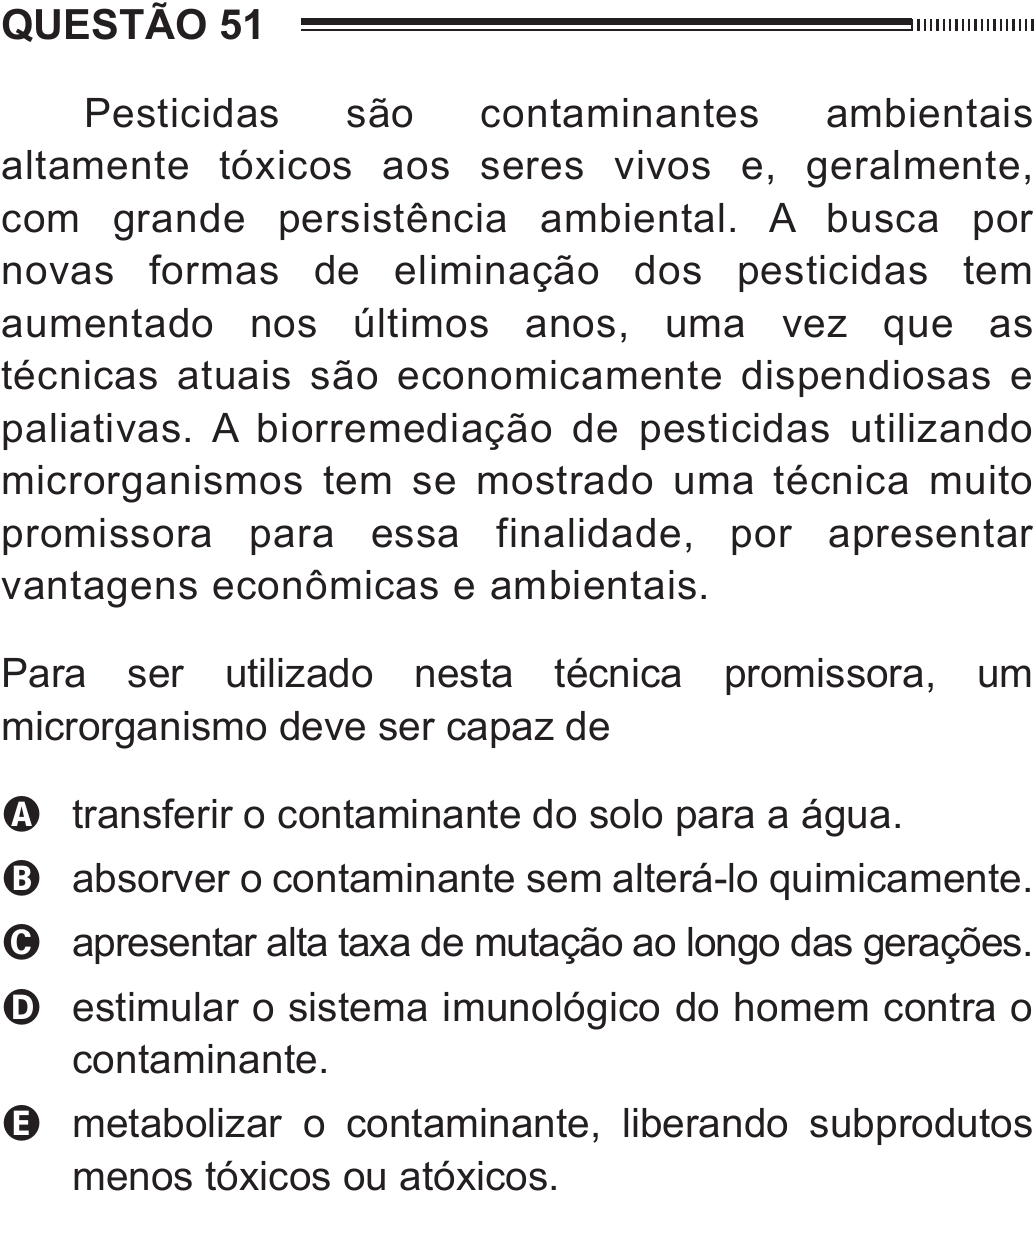 QUESTÃO 51
Pesticidas são contaminantes ambientais
altamente tóxicos aos seres vivos e, geralmente,
com grande persistência ambiental. A busca por
novas formas de eliminação dos pesticidas tem
aumentado nos últimos anos, uma vez que as
técnicas atuais são economicamente dispendiosas e
paliativas. A biorremediação de pesticidas utilizando
microrganismos tem se mostrado uma técnica muito
promissora para essa finalidade, por apresentar
vantagens econômicas e ambientais.
Para ser utilizado nesta técnica promissora, um
microrganismo deve ser capaz de
A transferir o contaminante do solo para a água.
B absorver o contaminante sem alterá-lo quimicamente.
C apresentar alta taxa de mutação ao longo das gerações.
D estimular o sistema imunológico do homem contra o
contaminante.
E metabolizar o contaminante, liberando subprodutos
menos tóxicos ou atóxicos.